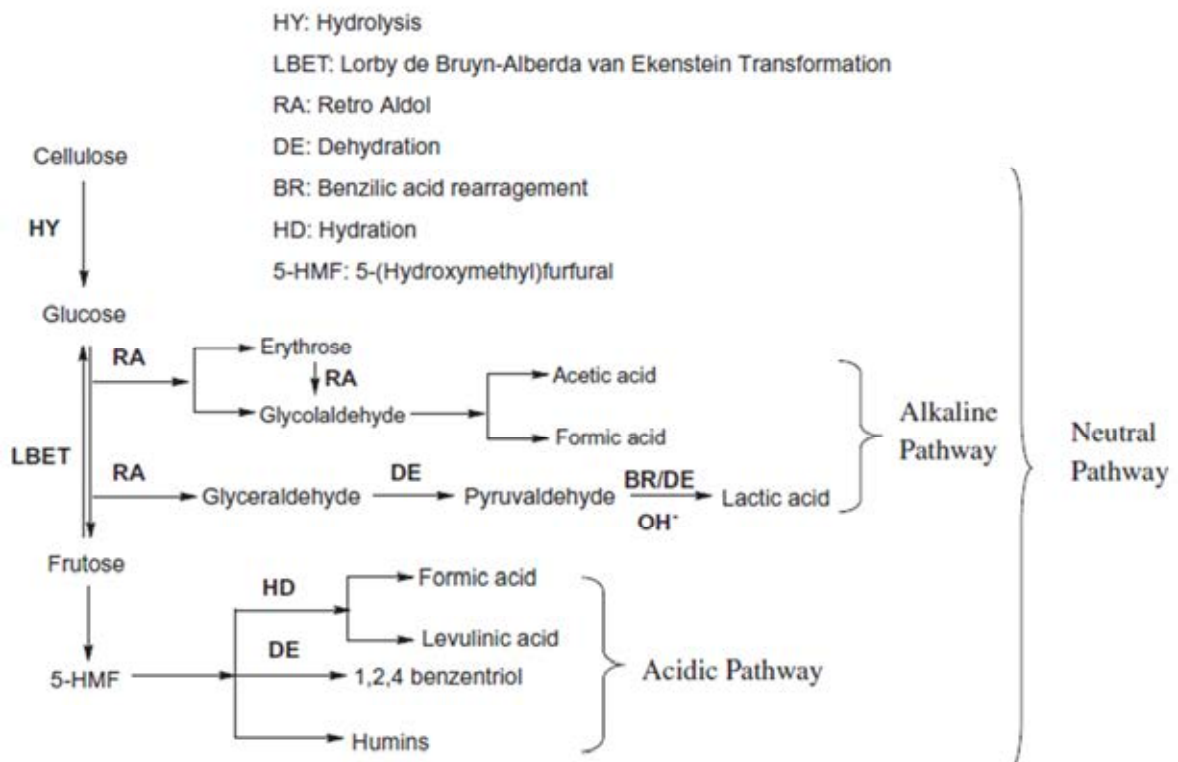 HY: Hydrolysis
LBET: Lorby de Bruyn-Alberda van Ekenstein Transformation
RA: Retro Aldol
DE: Dehydration
BR: Benzilic acid rearragement
HD: Hydration
5-HMF: 5-(Hydroxymethyl)furfural
Cellulose
HY
Glucose
RA
Erythrose
RA
Glycolaldehyde
Acetic acid
Formic acid
LBET
RA
Glyceraldehyde
DE
Pyruvaldehyde
BR/DE
OH-
Lactic acid
Alkaline
Pathway
Neutral
Pathway
Frutose
5-HMF
HD
Formic acid
Levulinic acid
DE
1,2,4 benzentriol
Humins
Acidic Pathway